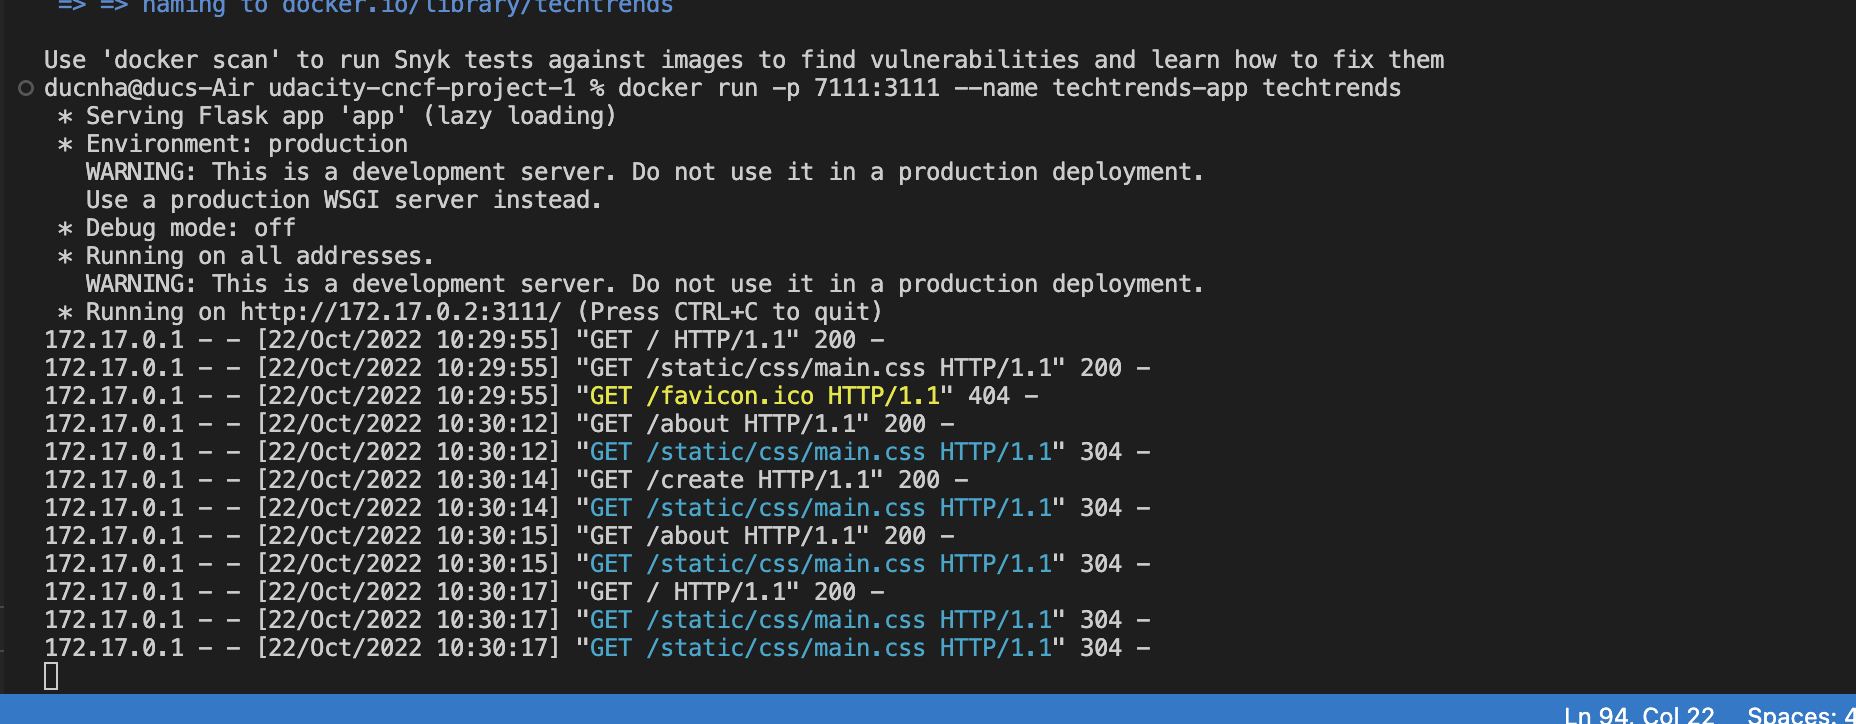 => => naming to docker.io/library/techtrends
Use 'docker scan' to run Snyk tests against images to find vulnerabilities and learn how to fix them
ducnha@ducs-Air udacity-cncf-project-1 % docker run -p 7111:3111 --name techtrends-app techtrends
* Serving Flask app 'app' (lazy loading)
* Environment: production
WARNING: This is a development server. Do not use it in a production deployment.
Use a production WSGI server instead.
* Debug mode: off
* Running on all addresses.
WARNING: This is a development server. Do not use it in a production deployment.
* Running on http://172.17.0.2:3111/ (Press CTRL+C to quit)
172.17.0.1 - - [22/Oct/2022 10:29:55] "GET / HTTP/1.1" 200 -
172.17.0.1 - - [22/Oct/2022 10:29:55] "GET /static/css/main.css HTTP/1.1" 200 -
172.17.0.1 - - [22/Oct/2022 10:29:55] "GET /favicon.ico HTTP/1.1" 404 -
172.17.0.1 - - [22/Oct/2022 10:30:12] "GET /about HTTP/1.1" 200 -
172.17.0.1 - - [22/Oct/2022 10:30:12] "GET /static/css/main.css HTTP/1.1" 304 -
172.17.0.1 - - [22/Oct/2022 10:30:14] "GET /create HTTP/1.1" 200 -
172.17.0.1 - - [22/Oct/2022 10:30:14] "GET /static/css/main.css HTTP/1.1" 304 -
172.17.0.1 - - [22/Oct/2022 10:30:15] "GET /about HTTP/1.1" 200 -
172.17.0.1 - - [22/Oct/2022 10:30:15] "GET /static/css/main.css HTTP/1.1" 304 -
172.17.0.1 - - [22/Oct/2022 10:30:17] "GET / HTTP/1.1" 200 -
172.17.0.1 - - [22/Oct/2022 10:30:17] "GET /static/css/main.css HTTP/1.1" 304 -
172.17.0.1 - - [22/Oct/2022 10:30:17] "GET /static/css/main.css HTTP/1.1" 304 -
Ln 94, Col 22 Spaces: 4